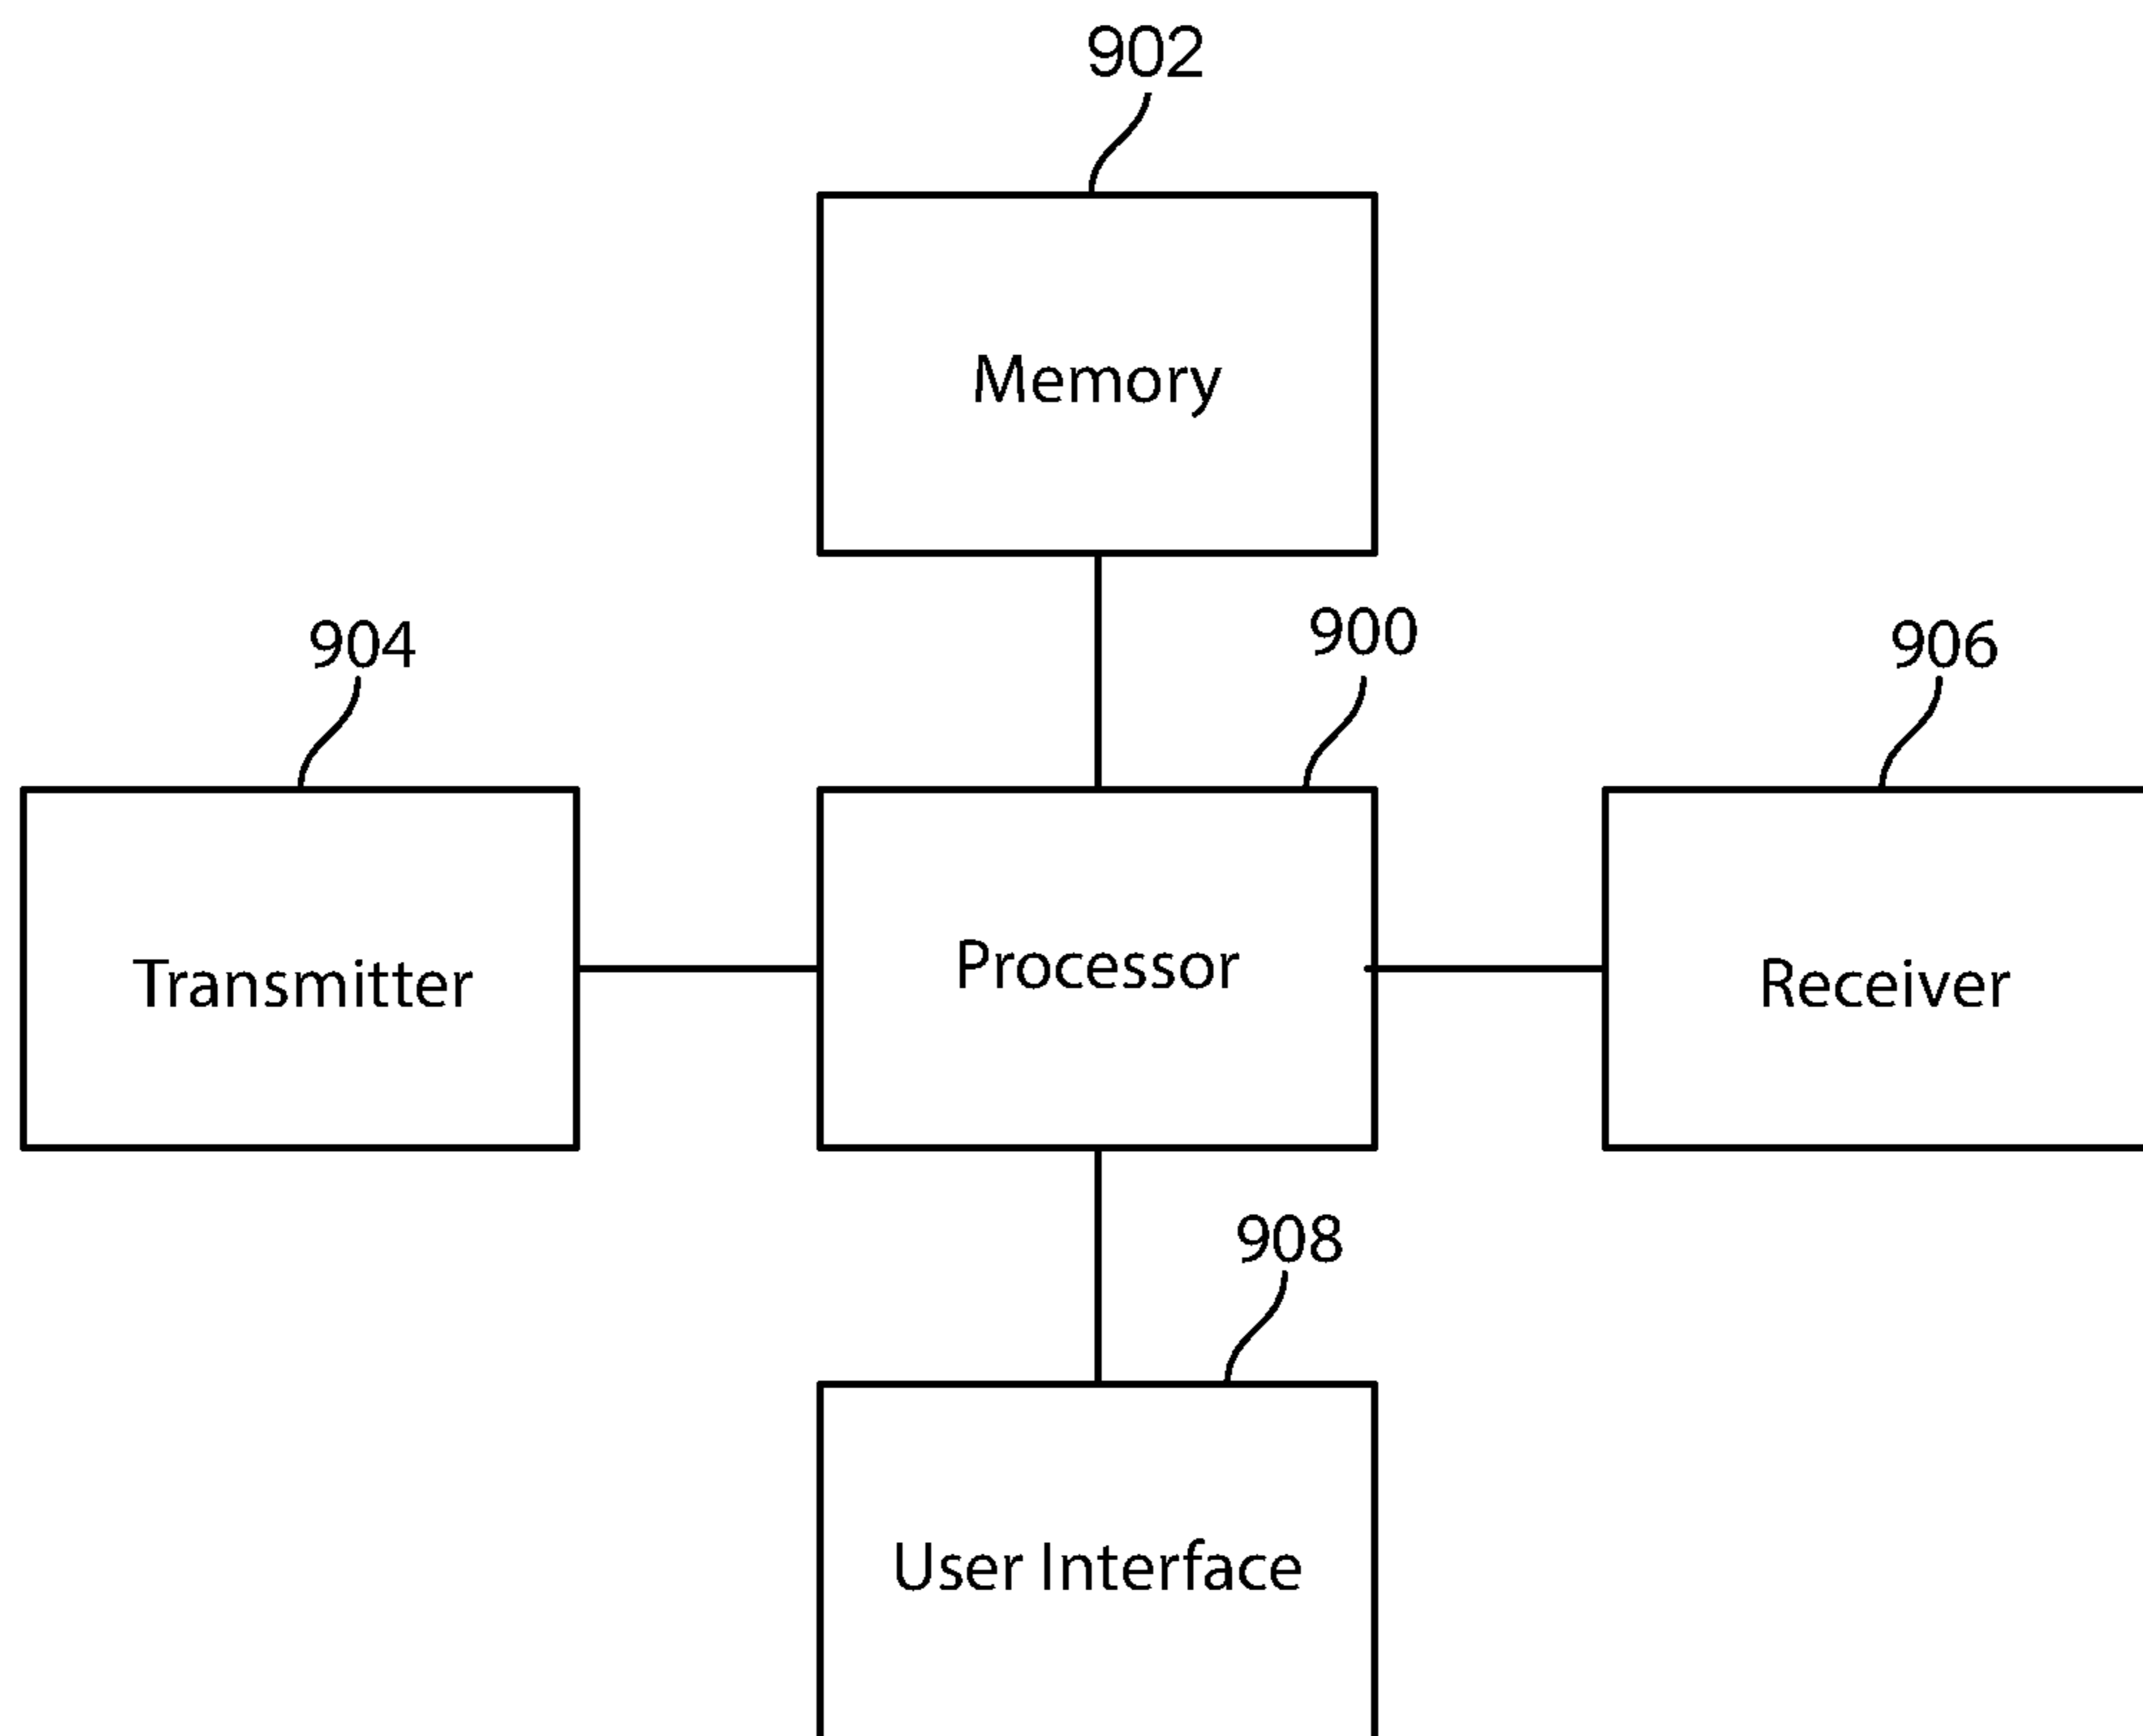 902
Memory
904
900
906
Transmitter
Processor
Receiver
908
User Interface